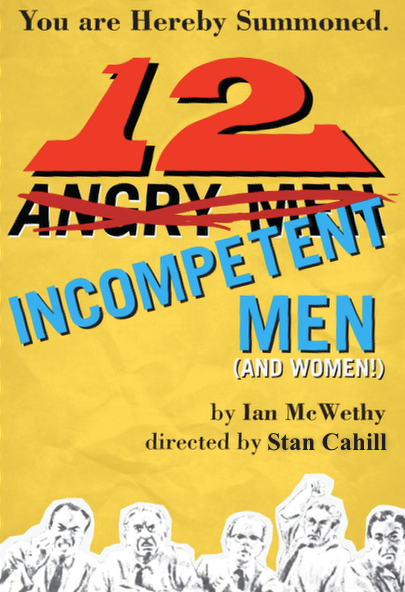 You are Hereby Summoned.
12
ANGRY MEN
INCOMPETENT
MEN
(AND WOMEN!)
by Ian McWethy
directed by Stan Cahill